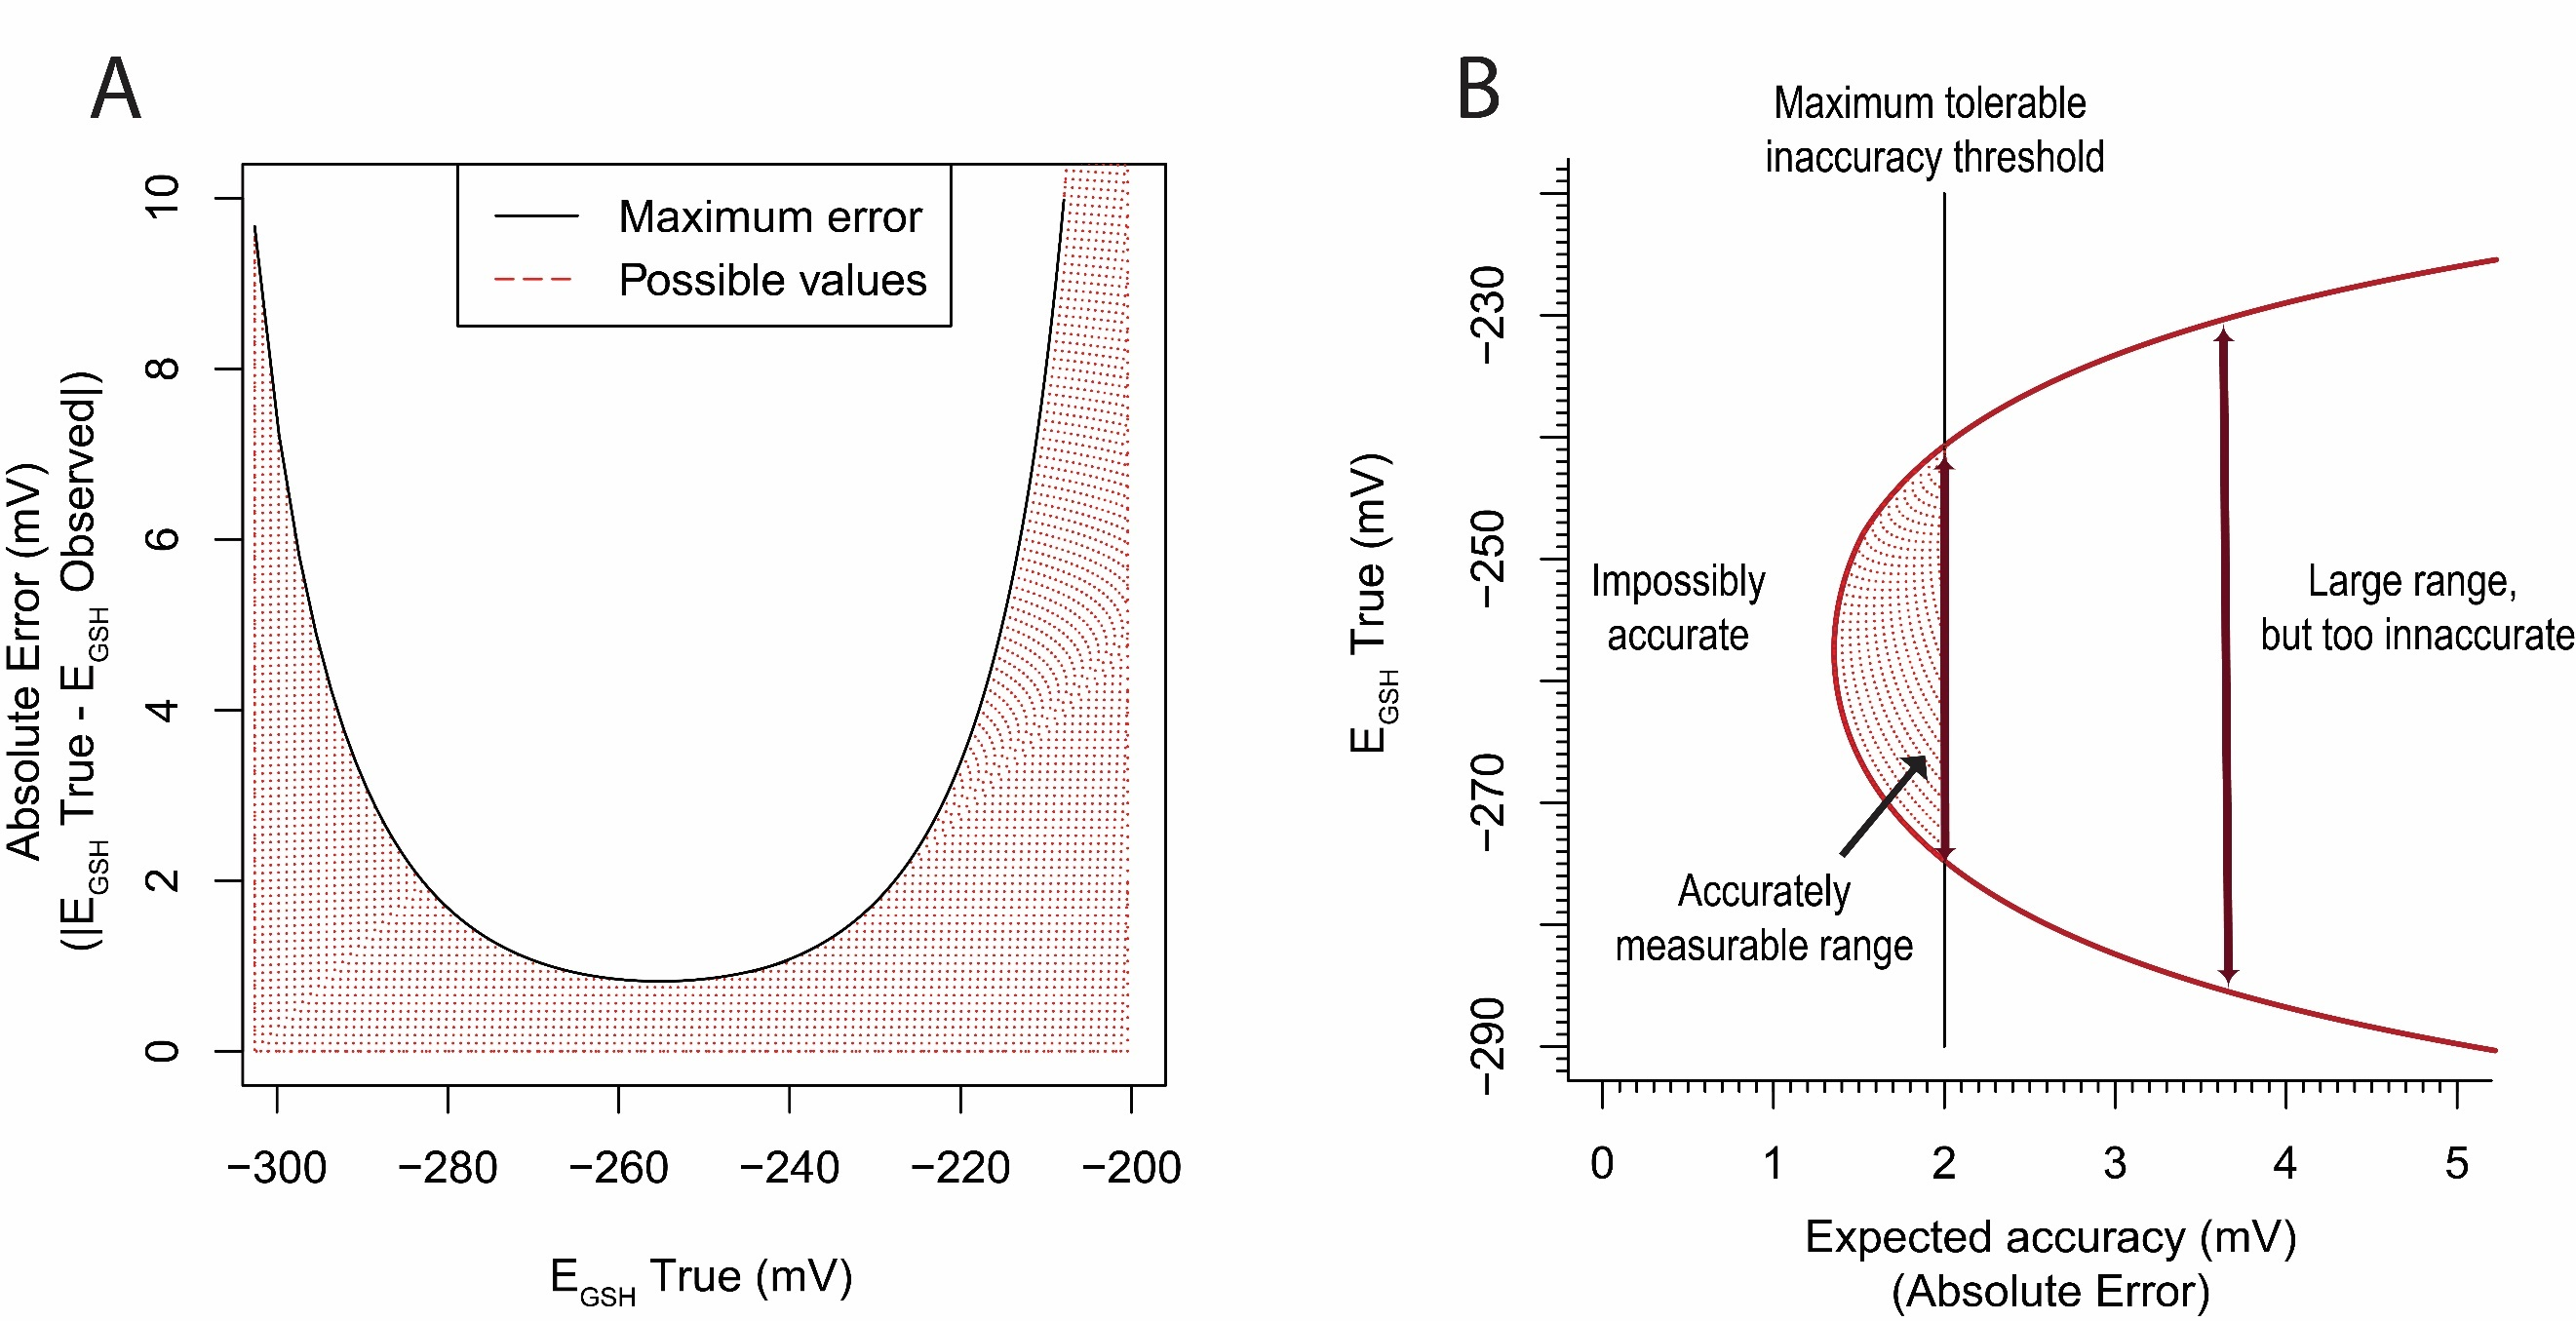 A
Maximum error
Possible values
10
8
6
4
2
0
Absolute Error (mV)
(|EGSH True - EGSH Observed|)
−300 −280 −260 −240 −220 −200
EGSH True (mV)
B
Maximum tolerable
inaccuracy threshold
−230
−250
−270
−290
EGSH True (mV)
Impossibly
accurate
Large range,
but too innaccurate
Accurately
measurable range
0 1 2 3 4 5
Expected accuracy (mV)
(Absolute Error)